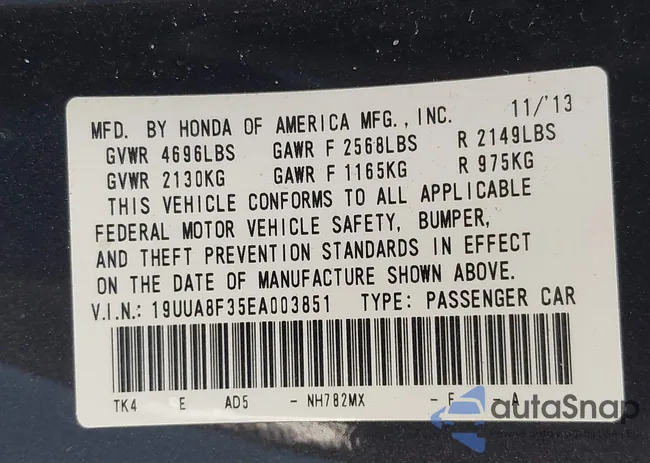 MFD. BY HONDA OF AMERICA MFG., INC. 11/'13
GVWR 4696LBS GAWR F 2568LBS R 2149LBS
GVWR 2130KG GAWR F 1165KG R 975KG
THIS VEHICLE CONFORMS TO ALL APPLICABLE
FEDERAL MOTOR VEHICLE SAFETY, BUMPER,
AND THEFT PREVENTION STANDARDS IN EFFECT
ON THE DATE OF MANUFACTURE SHOWN ABOVE.
V.I.N.: 19UUA8F35EA003851 TYPE: PASSENGER CAR
TK4 E AD5 - NH782MX - F - A
autaSnap